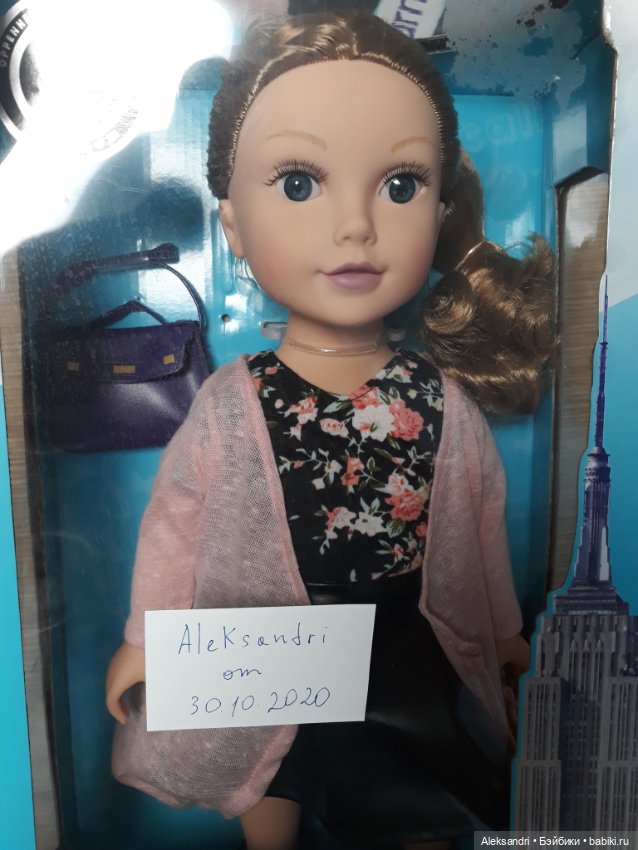 Aleksandri
от
30.10.2020
Aleksandri • Бэйбики • babiki.ru